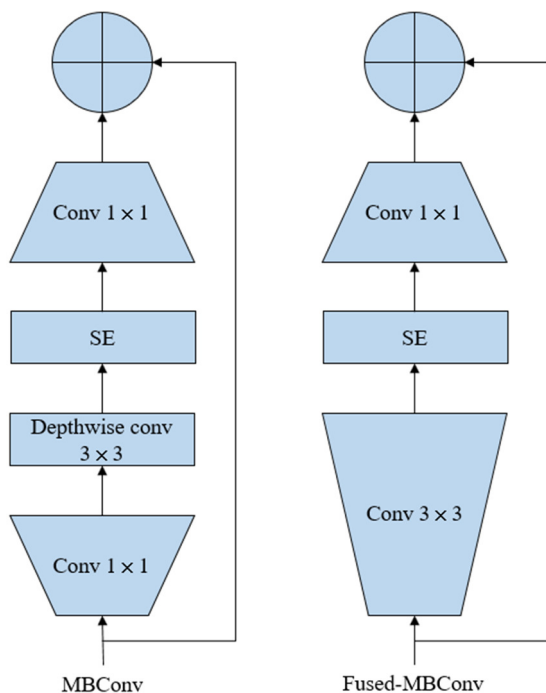 Conv 1 × 1
SE
Depthwise conv
3 × 3
Conv 1 × 1
MBConv
Conv 1 × 1
SE
Conv 3 × 3
Fused-MBConv